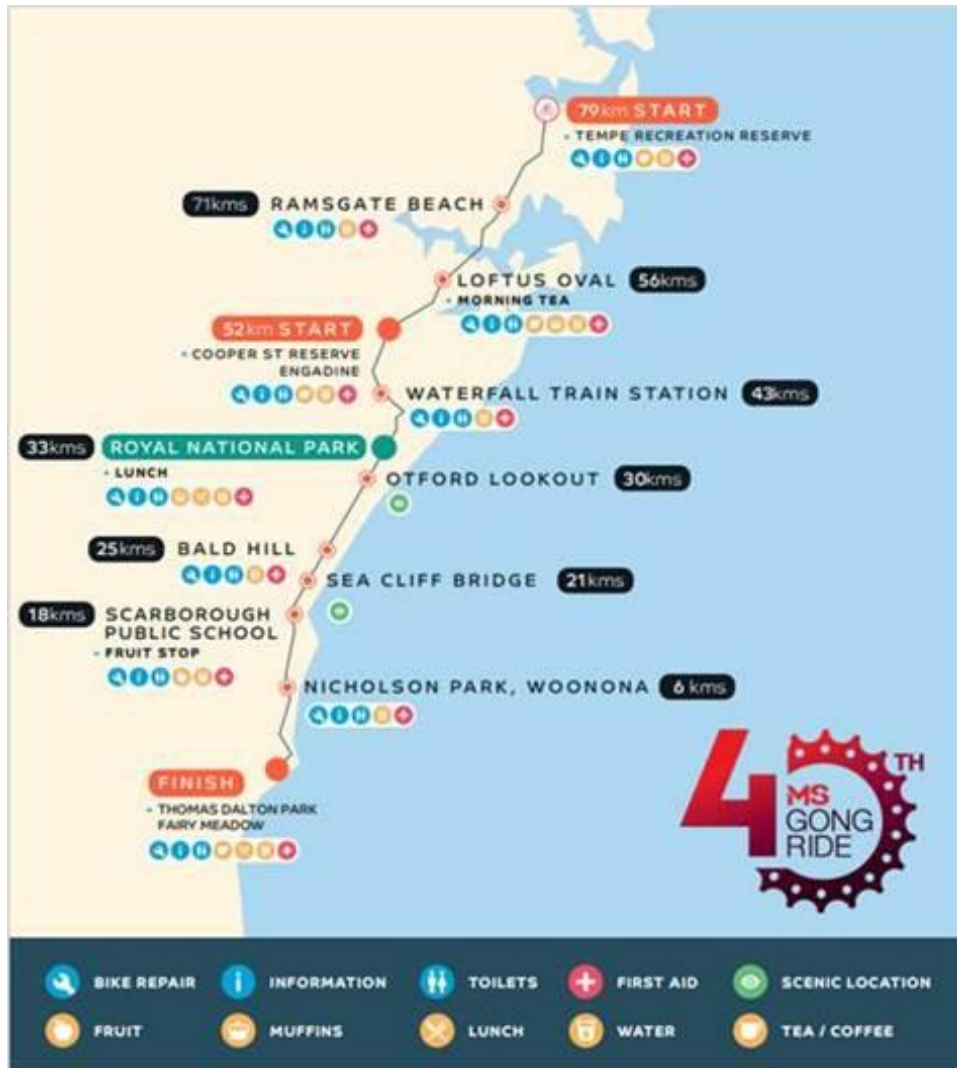 79km START
• TEMPE RECREATION RESERVE
71kms RAMSGATE BEACH
LOFTUS OVAL 56kms
• MORNING TEA
52km START
• COOPER ST RESERVE
ENGADINE
WATERFALL TRAIN STATION 43kms
33kms ROYAL NATIONAL PARK
• LUNCH
OTFORD LOOKOUT 30kms
25kms BALD HILL
SEA CLIFF BRIDGE 21kms
18kms SCARBOROUGH
PUBLIC SCHOOL
• FRUIT STOP
NICHOLSON PARK, WOONONA 6 kms
FINISH
• THOMAS DALTON PARK
FAIRY MEADOW
40TH
MS
GONG
RIDE
BIKE REPAIR INFORMATION TOILETS FIRST AID SCENIC LOCATION
FRUIT MUFFINS LUNCH WATER TEA / COFFEE